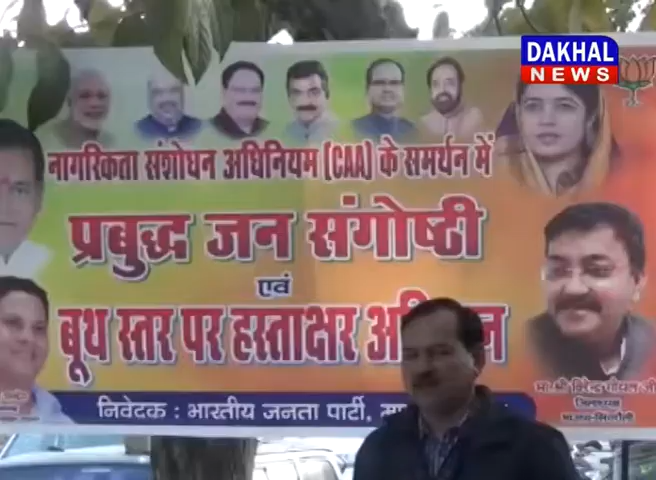 DAKHAL
NEWS
नागरिकता संशोधन अधिनियम (CAA) के समर्थन में
प्रबुद्ध जन संगोष्ठी
एवं
बूथ स्तर पर हस्ताक्षर
निवेदक : भारतीय जनता पार्टी,